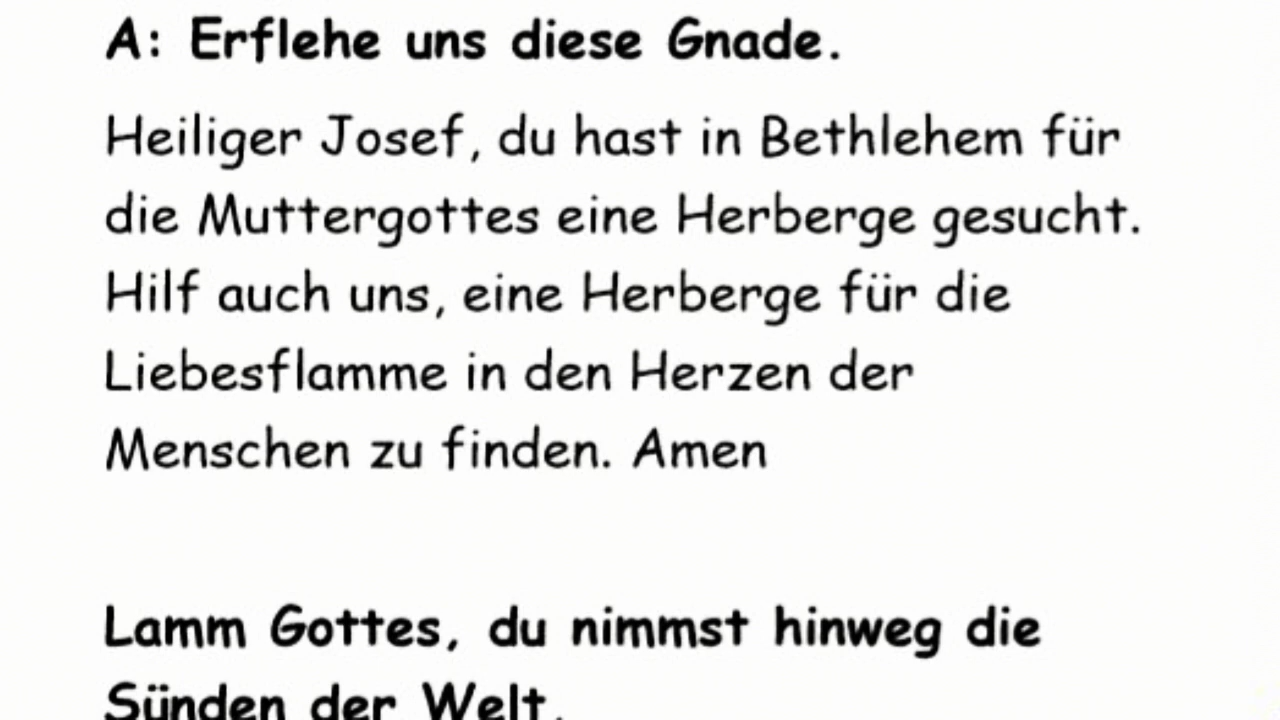 A: Erflehe uns diese Gnade.
Heiliger Josef, du hast in Bethlehem für
die Muttergottes eine Herberge gesucht.
Hilf auch uns, eine Herberge für die
Liebesflamme in den Herzen der
Menschen zu finden. Amen
Lamm Gottes, du nimmst hinweg die
Sünden der Welt.